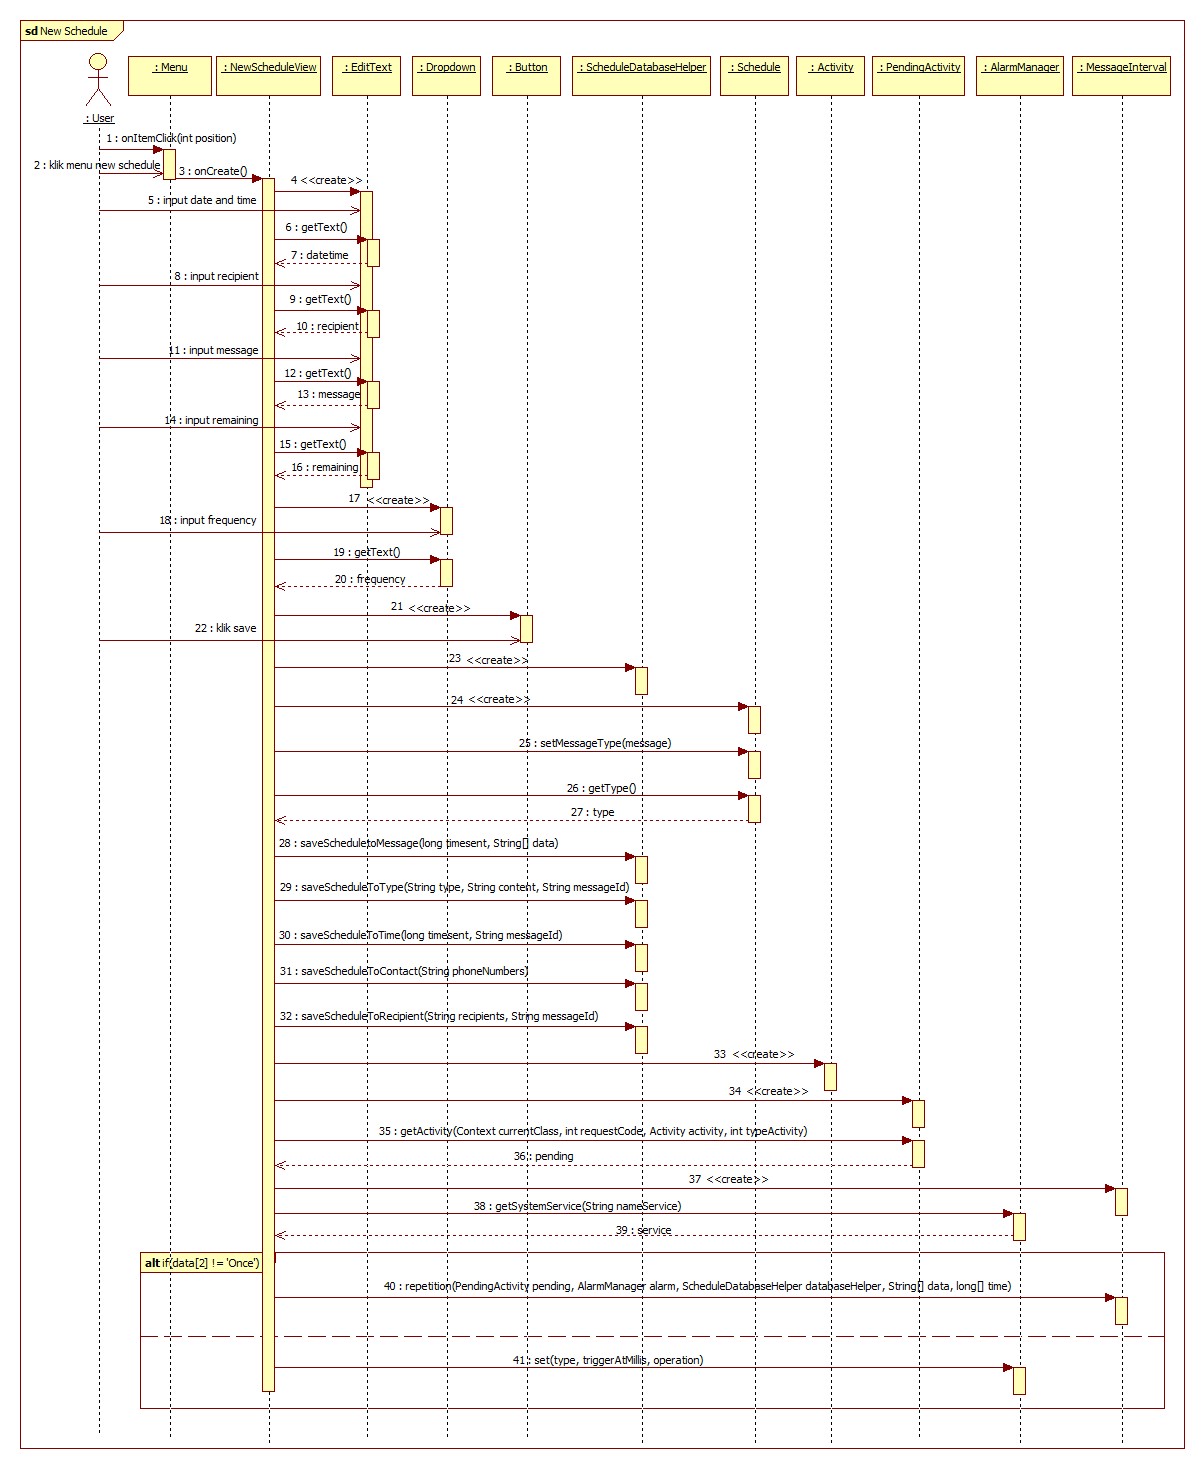 sd New Schedule
: Menu
: NewScheduleView
: EditText
: Dropdown
: Button
: ScheduleDatabaseHelper
: Schedule
: Activity
: PendingActivity
: AlarmManager
: MessageInterval
: User
1 : onItemClick(int position)
2 : klik menu new schedule
3 : onCreate()
4 <<create>>
5 : input date and time
6 : getText()
7 : datetime
8 : input recipient
9 : getText()
10 : recipient
11 : input message
12 : getText()
13 : message
14 : input remaining
15 : getText()
16 : remaining
17 <<create>>
18 : input frequency
19 : getText()
20 : frequency
21 <<create>>
22 : klik save
23 <<create>>
24 <<create>>
25 : setMessageType(message)
26 : getType()
27 : type
28 : saveScheduletoMessage(long timesent, String[] data)
29 : saveScheduleToType(String type, String content, String messageId)
30 : saveScheduleToTime(long timesent, String messageId)
31 : saveScheduleToContact(String phoneNumbers)
32 : saveScheduleToRecipient(String recipients, String messageId)
33 <<create>>
34 <<create>>
35 : getActivity(Context currentClass, int requestCode, Activity activity, int typeActivity)
36 : pending
37 <<create>>
38 : getSystemService(String nameService)
39 : service
alt if(data[2] != 'Once')
40 : repetition(PendingActivity pending, AlarmManager alarm, ScheduleDatabaseHelper databaseHelper, String[] data, long[] time)
41 : set(type, triggerAtMillis, operation)